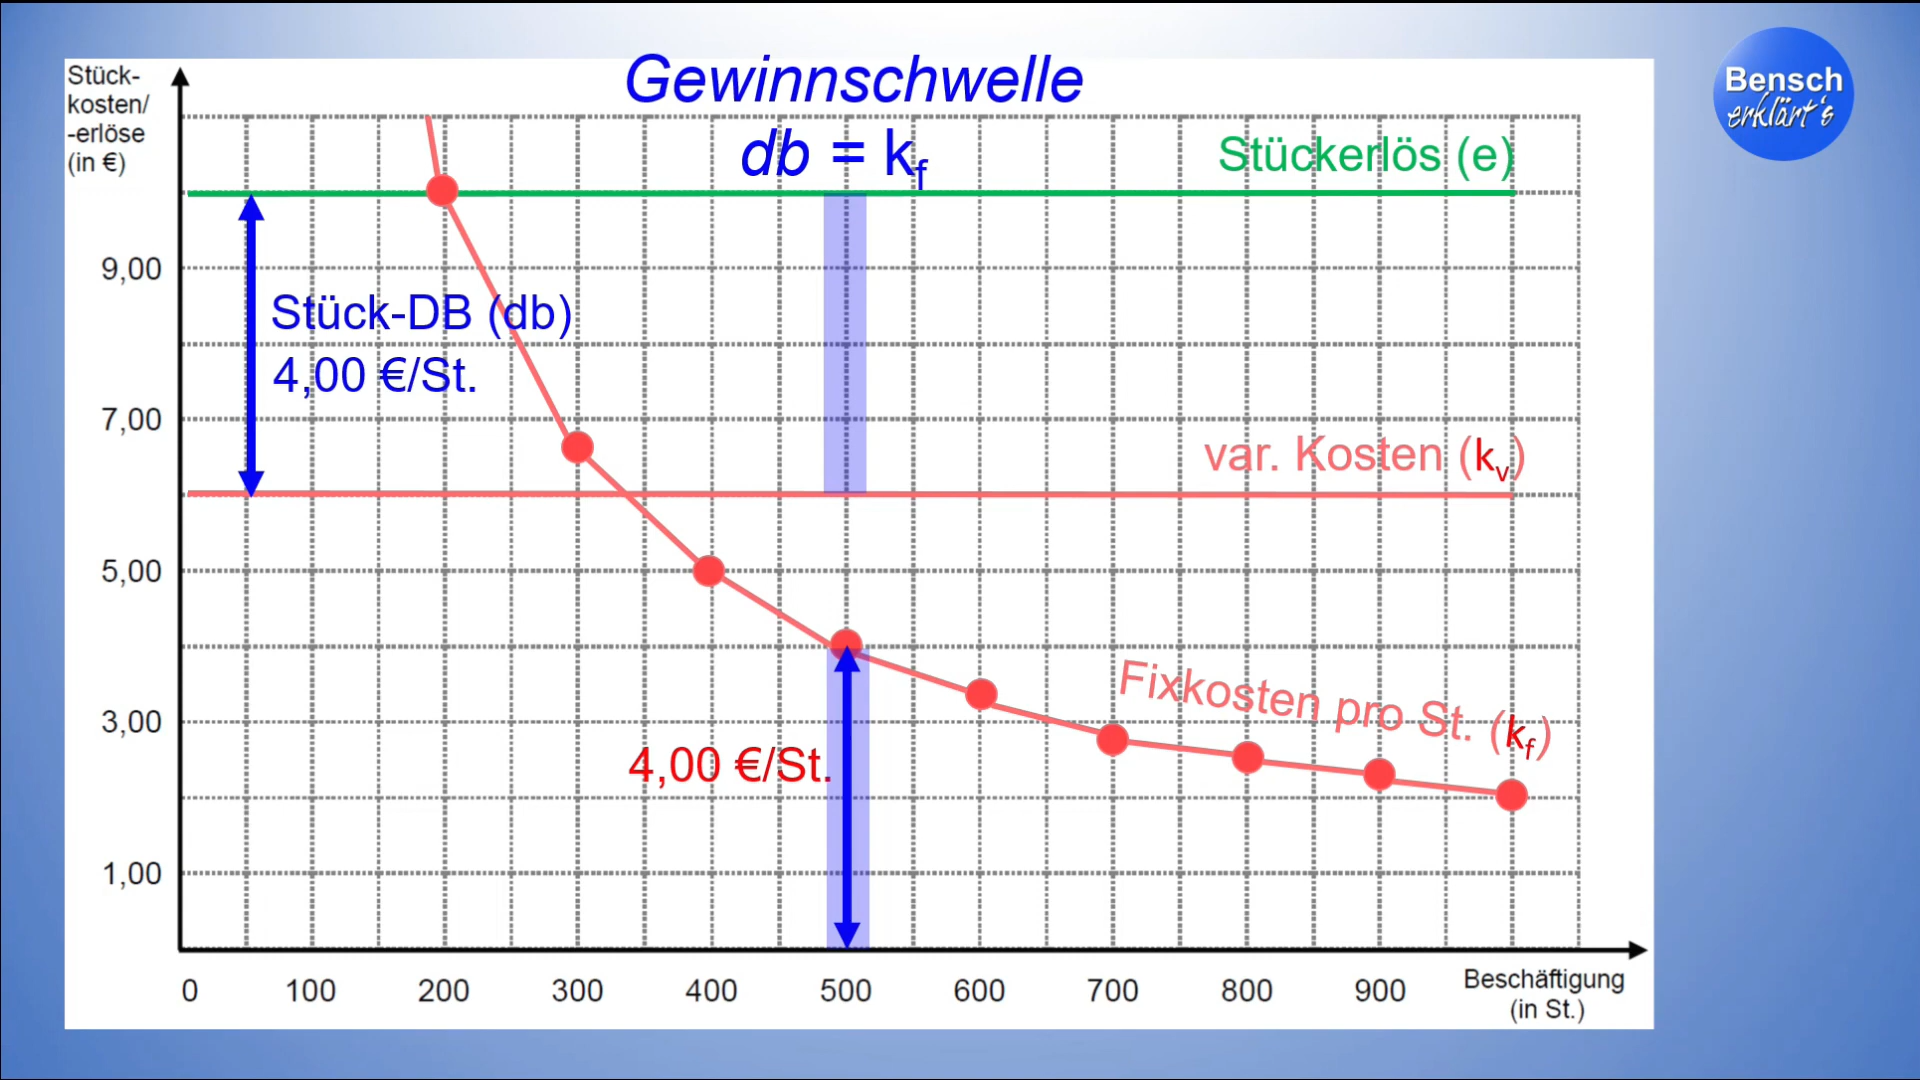 Stück-
kosten/
-erlöse
(in €)
Gewinnschwelle
db = kf
Stückerlös (e)
Bensch
erklärt's
9,00
Stück-DB (db)
4,00 €/St.
7,00
var. Kosten (kv)
5,00
Fixkosten pro St. (kf)
3,00
4,00 €/St.
1,00
0 100 200 300 400 500 600 700 800 900
Beschäftigung
(in St.)